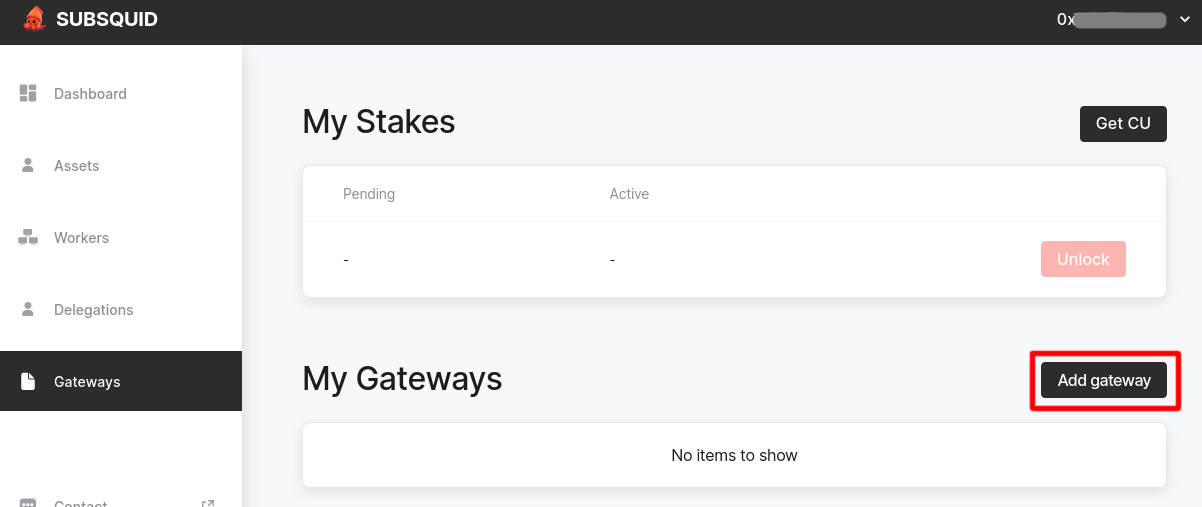 SUBSQUID
0x
Dashboard
Assets
Workers
Delegations
Gateways
Contact
My Stakes
Get CU
Pending
Active
-
-
Unlock
My Gateways
Add gateway
No items to show